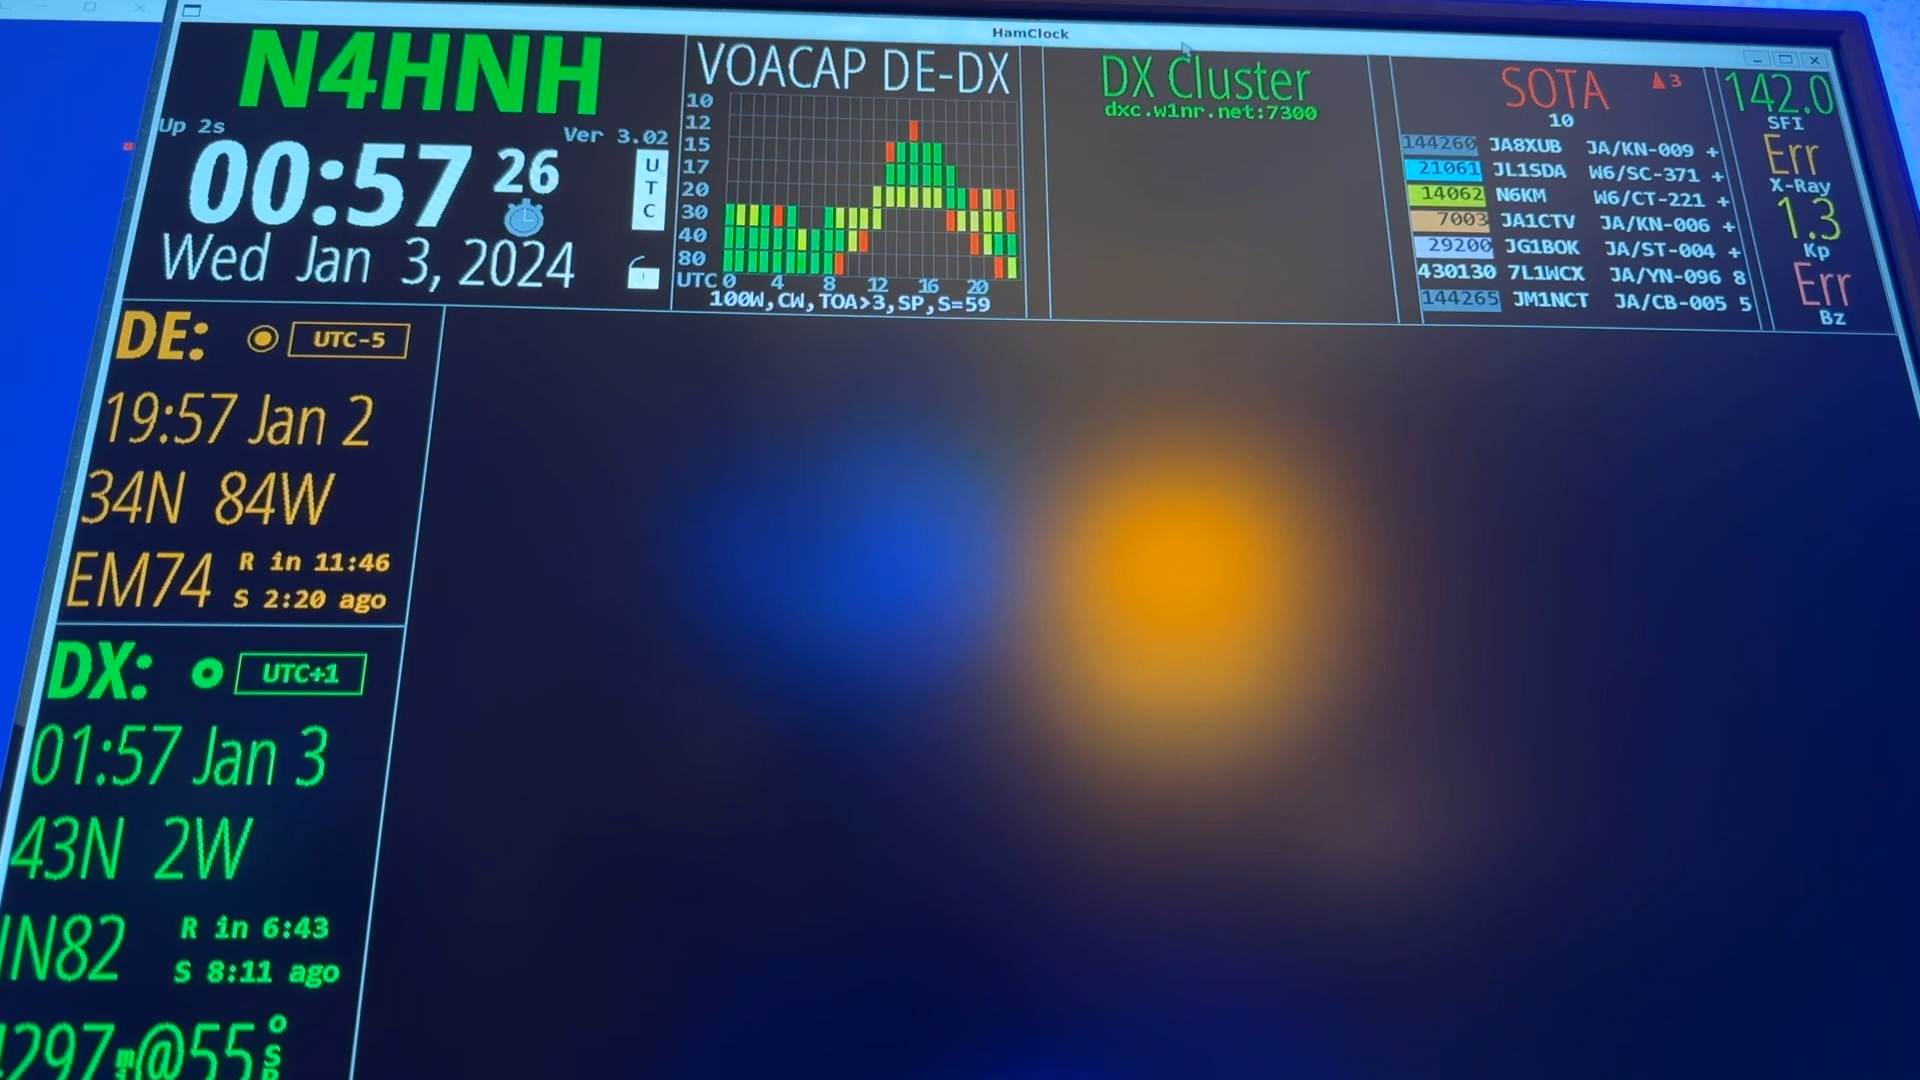 HamClock
N4HNH
Up 2s
Ver 3.02
00:57 26
UTC
Wed Jan 3, 2024
VOACAP DE-DX
10
12
15
17
20
30
40
80
UTC 0 4 8 12 16 20
100W,CW,TOA>3,SP,S=59
DX Cluster
dxc.w1nr.net:7300
SOTA
3
10
144260 JA8XUB JA/KN-009 +
21061 JL1SDA W6/SC-371 +
14062 N6KM W6/CT-221 +
7003 JA1CTV JA/KN-006 +
29200 JG1BOK JA/ST-004 +
430130 7L1WCX JA/YN-096 8
144265 JM1NCT JA/CB-005 5
142.0
SFI
Err
X-Ray
1.3
Kp
Err
Bz
DE: UTC-5
19:57 Jan 2
34N 84W
EM74 R in 11:46
S 2:20 ago
DX: UTC+1
01:57 Jan 3
43N 2W
IN82 R in 6:43
S 8:11 ago